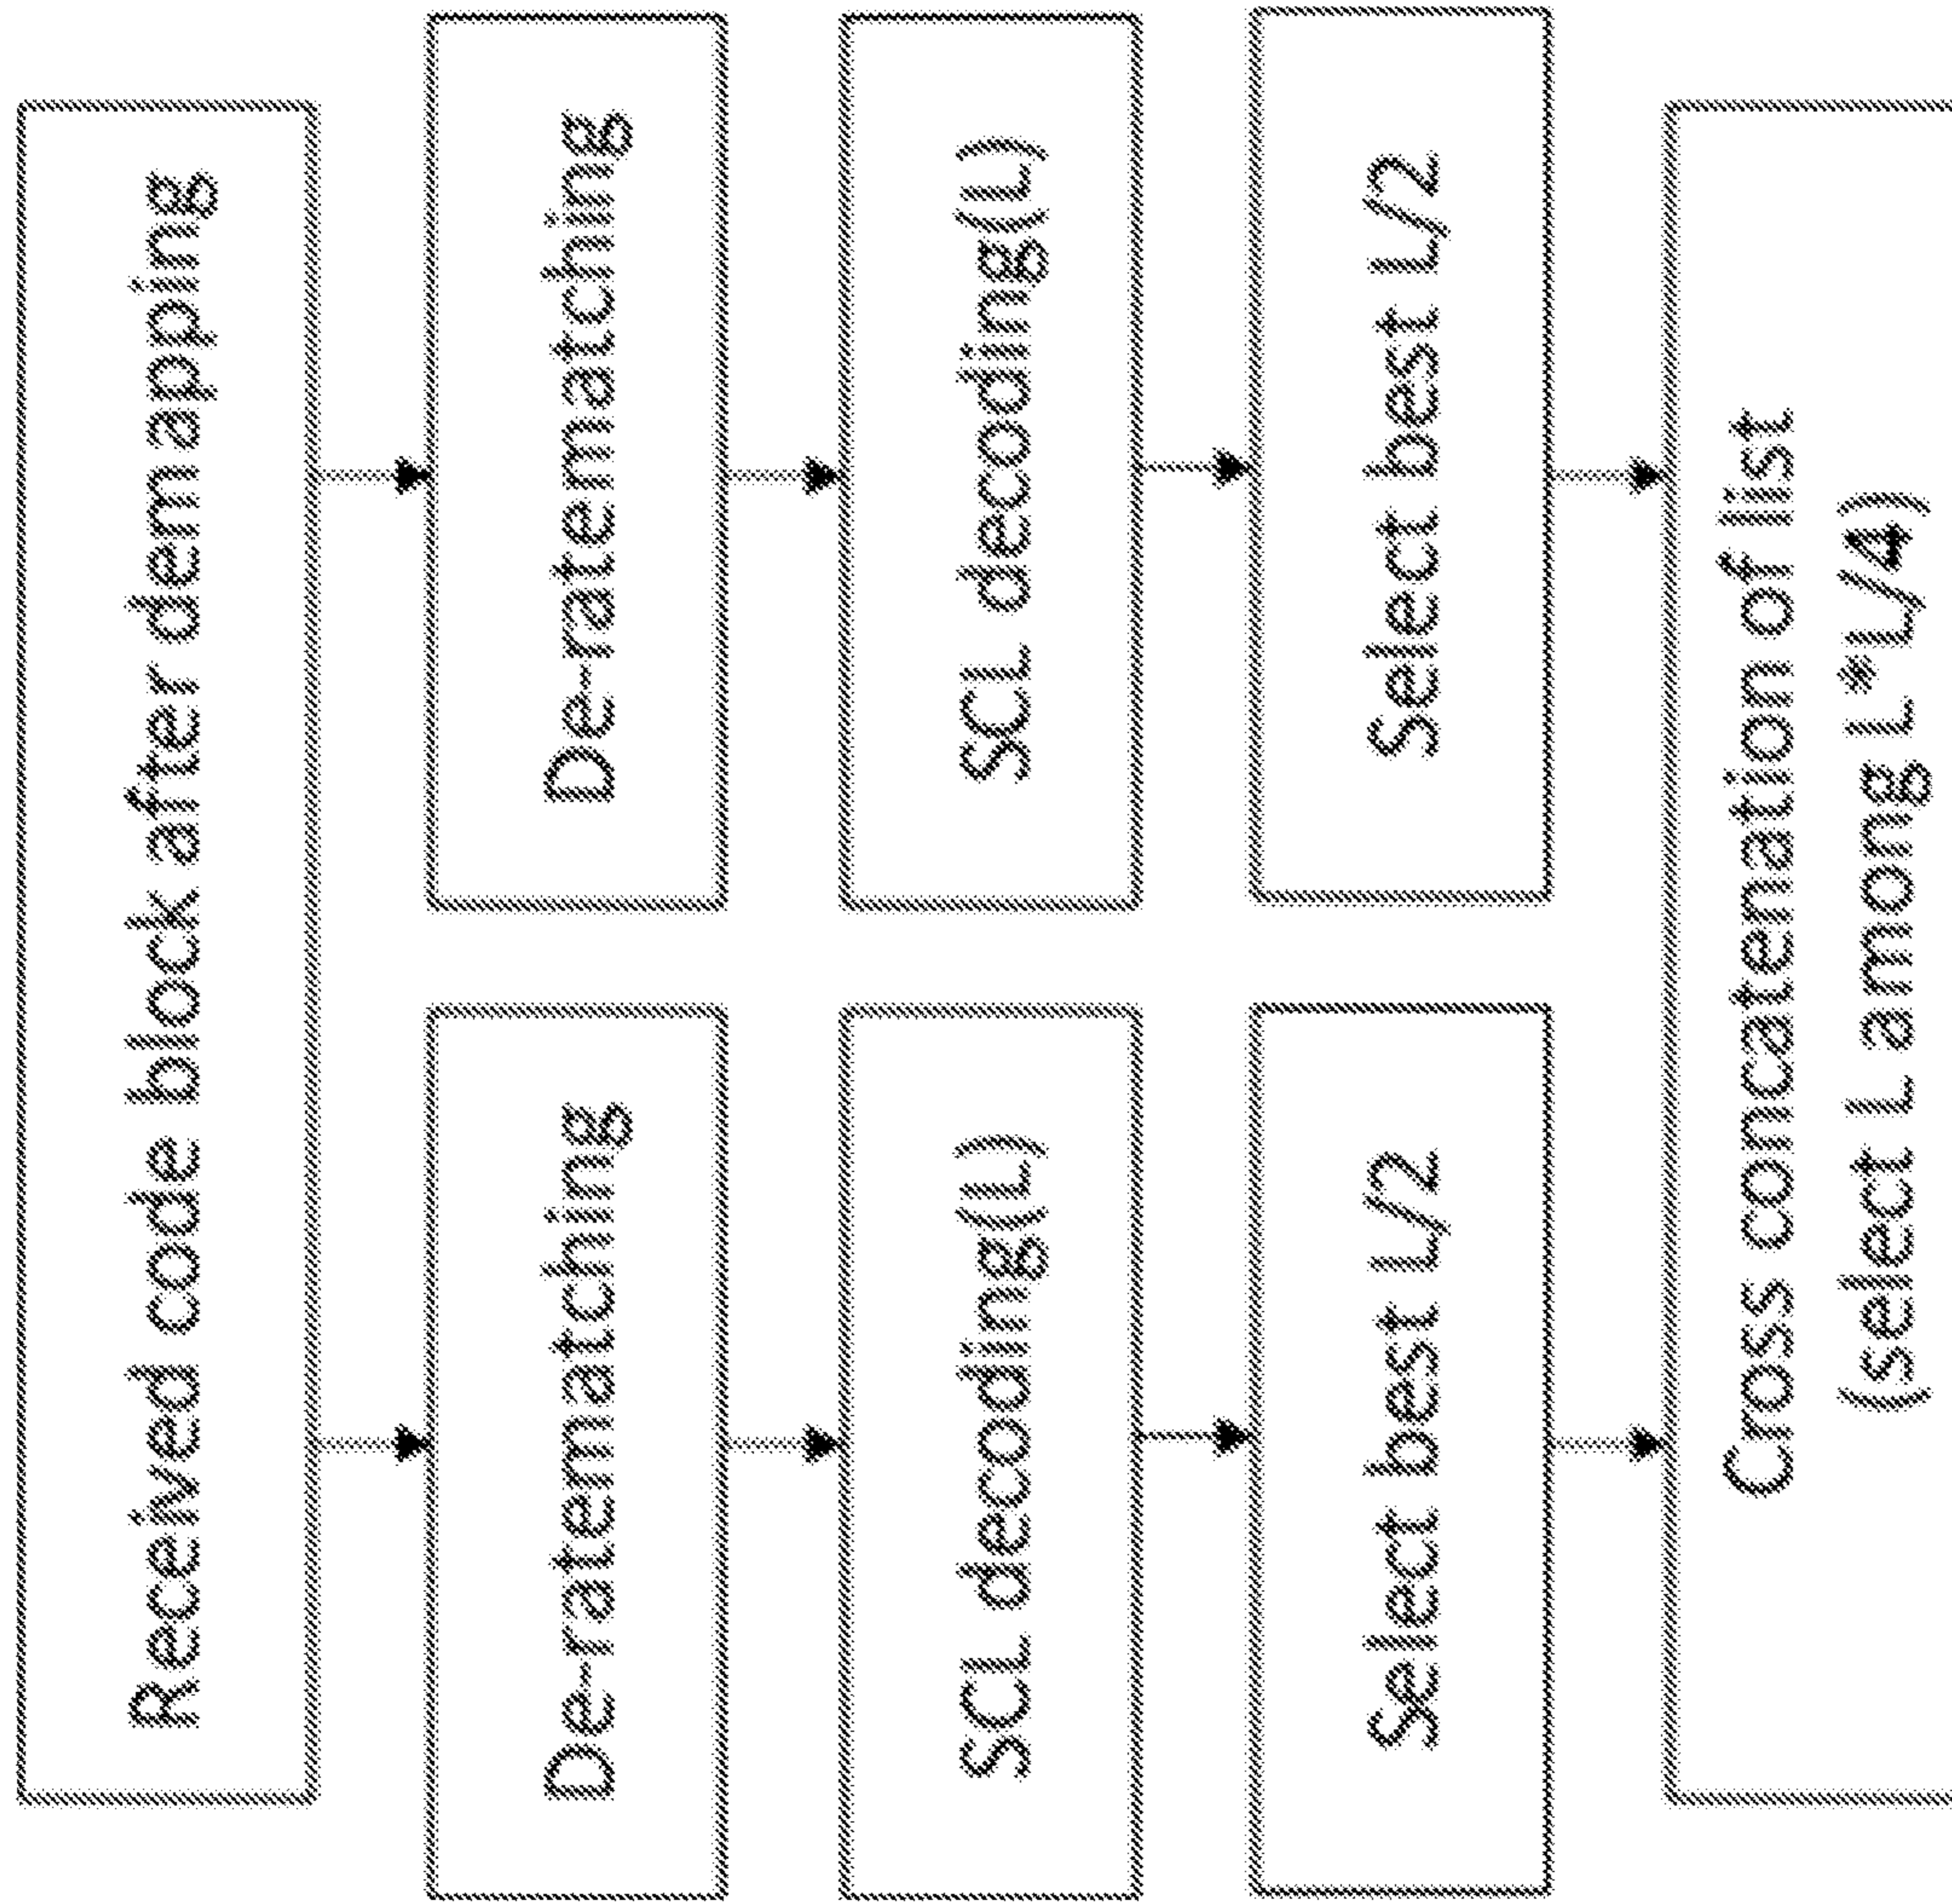 Received code block after demapping
De-ratematching
De-ratematching
SCL decoding(L)
SCL decoding(L)
Select best L/2
Select best L/2
Cross concatenation of list
(select L among L*L/4)